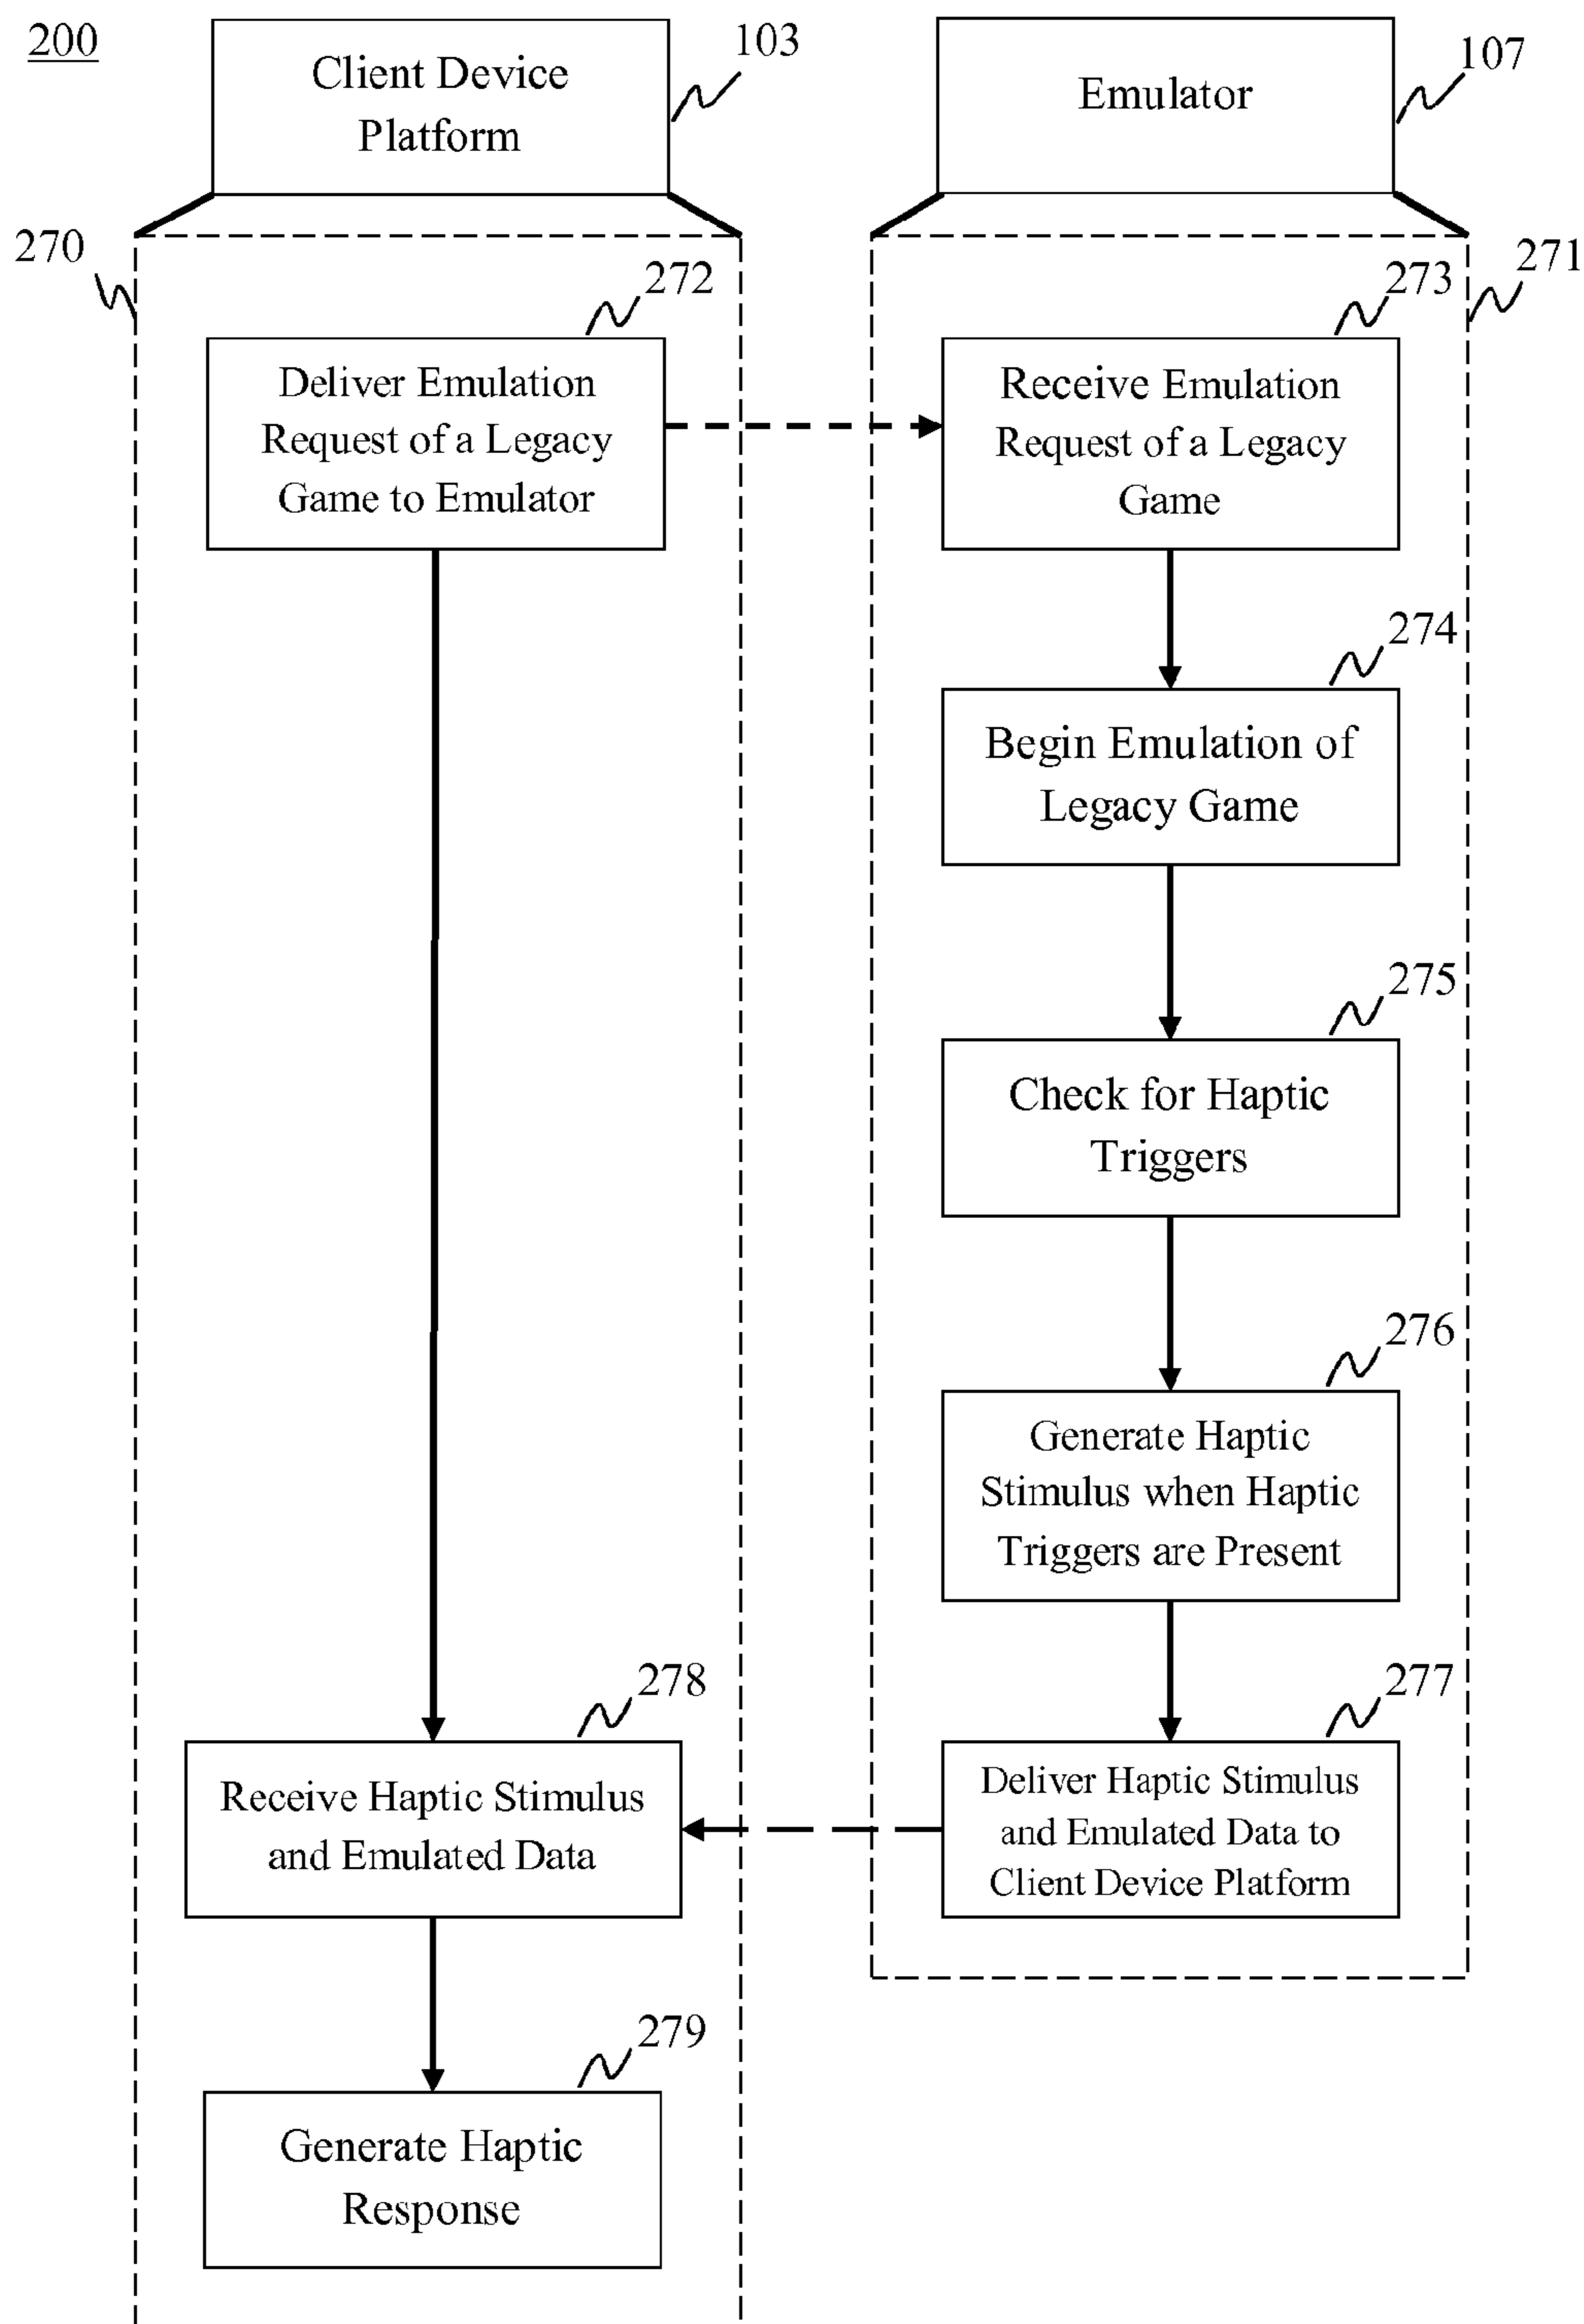 200
Client Device
Platform
103
Emulator
107
270
271
272
Deliver Emulation
Request of a Legacy
Game to Emulator
273
Receive Emulation
Request of a Legacy
Game
274
Begin Emulation of
Legacy Game
275
Check for Haptic
Triggers
276
Generate Haptic
Stimulus when Haptic
Triggers are Present
278
Receive Haptic Stimulus
and Emulated Data
277
Deliver Haptic Stimulus
and Emulated Data to
Client Device Platform
279
Generate Haptic
Response